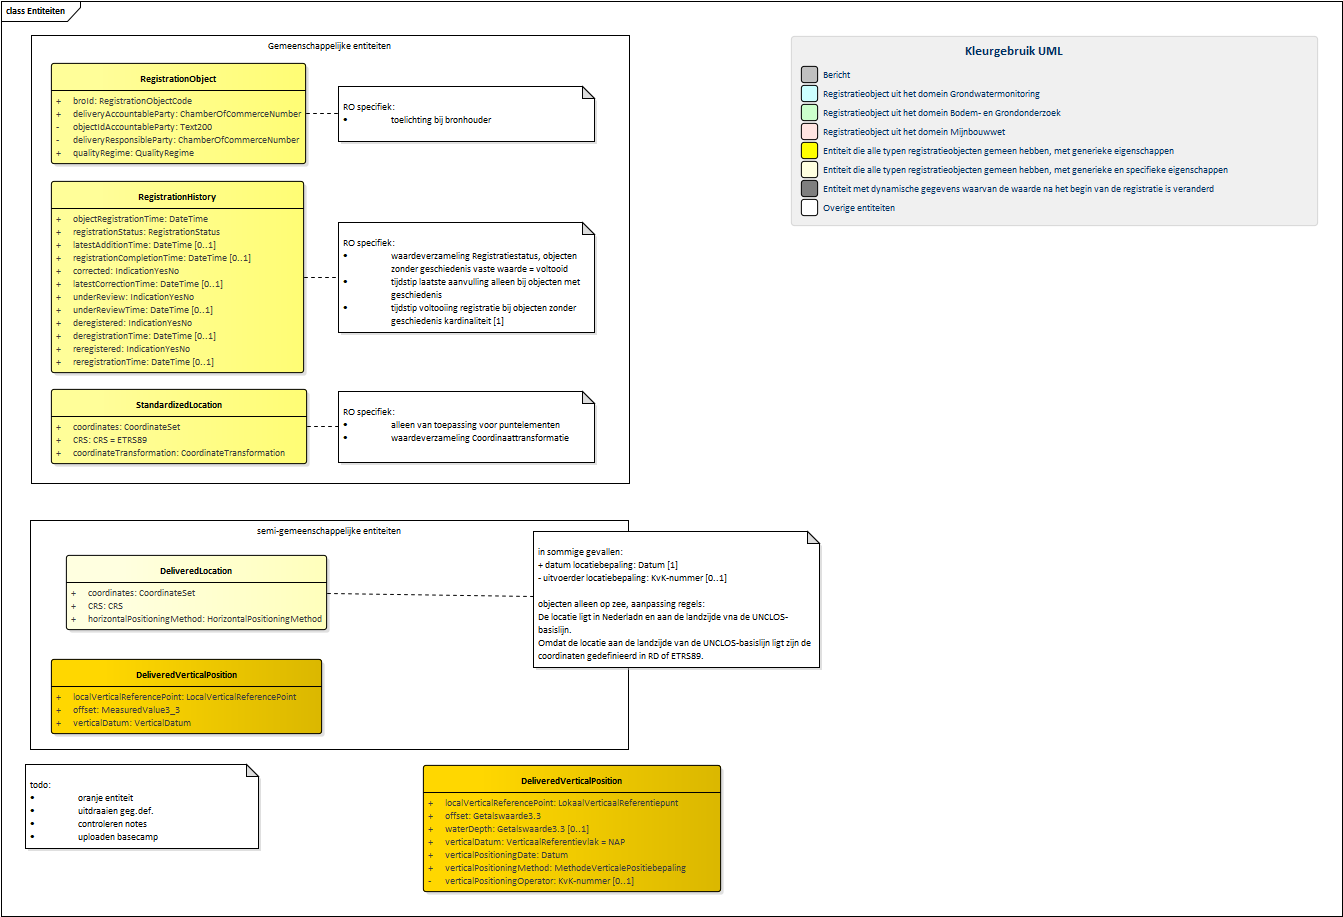 class Entiteiten
Gemeenschappelijke entiteiten
RegistrationObject
+ broId: RegistrationObjectCode
+ deliveryAccountableParty: ChamberOfCommerceNumber
- objectIdAccountableParty: Text200
- deliveryResponsibleParty: ChamberOfCommerceNumber
+ qualityRegime: QualityRegime
RO specifiek:
• toelichting bij bronhouder
RegistrationHistory
+ objectRegistrationTime: DateTime
+ registrationStatus: RegistrationStatus
+ latestAdditionTime: DateTime [0..1]
+ registrationCompletionTime: DateTime [0..1]
+ corrected: IndicationYesNo
+ latestCorrectionTime: DateTime [0..1]
+ underReview: IndicationYesNo
+ underReviewTime: DateTime [0..1]
+ deregistered: IndicationYesNo
+ deregistrationTime: DateTime [0..1]
+ reregistered: IndicationYesNo
+ reregistrationTime: DateTime [0..1]
RO specifiek:
• waardeverzameling Registratiestatus, objecten
zonder geschiedenis vaste waarde = voltooid
• tijdstip laatste aanvulling alleen bij objecten met
geschiedenis
• tijdstip voltooiing registratie bij objecten zonder
geschiedenis kardinaliteit [1]
StandardizedLocation
+ coordinates: CoordinateSet
+ CRS: CRS = ETRS89
+ coordinateTransformation: CoordinateTransformation
RO specifiek:
• alleen van toepassing voor puntelementen
• waardeverzameling Coordinaattransformatie
Kleurgebruik UML
Bericht
Registratieobject uit het domein Grondwatermonitoring
Registratieobject uit het domein Bodem- en Grondonderzoek
Registratieobject uit het domein Mijnbouwwet
Entiteit die alle typen registratieobjecten gemeen hebben, met generieke eigenschappen
Entiteit die alle typen registratieobjecten gemeen hebben, met generieke en specifieke eigenschappen
Entiteit met dynamische gegevens waarvan de waarde na het begin van de registratie is veranderd
Overige entiteiten
semi-gemeenschappelijke entiteiten
DeliveredLocation
+ coordinates: CoordinateSet
+ CRS: CRS
+ horizontalPositioningMethod: HorizontalPositioningMethod
in sommige gevallen:
+ datum locatiebepaling: Datum [1]
- uitvoerder locatiebepaling: KvK-nummer [0..1]
objecten alleen op zee, aanpassing regels:
De locatie ligt in Nederladn en aan de landzijde vna de UNCLOS-
basislijn.
Omdat de locatie aan de landzijde van de UNCLOS-basislijn ligt zijn de
coordinaten gedefinieerd in RD of ETRS89.
DeliveredVerticalPosition
+ localVerticalReferencePoint: LocalVerticalReferencePoint
+ offset: MeasuredValue3_3
+ verticalDatum: VerticalDatum
todo:
• oranje entiteit
• uitdraaien geg.def.
• controleren notes
• uploaden basecamp
DeliveredVerticalPosition
+ localVerticalReferencePoint: LokaalVerticaalReferentiepunt
+ offset: Getalswaarde3.3
+ waterDepth: Getalswaarde3.3 [0..1]
+ verticalDatum: VerticaalReferentievlak = NAP
+ verticalPositioningDate: Datum
+ verticalPositioningMethod: MethodeVerticalePositiebepaling
- verticalPositioningOperator: KvK-nummer [0..1]